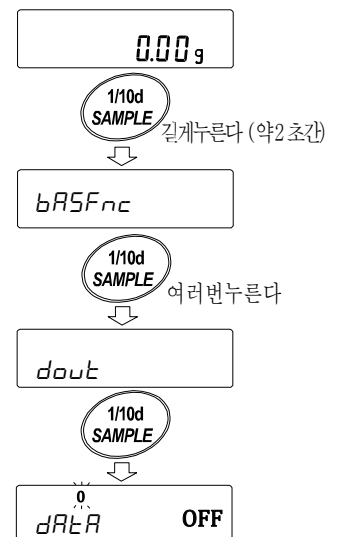 0.00 g
1/10d
SAMPLE
길게누른다 (약2초간)
bASFnc
1/10d
SAMPLE
여러번누른다
dout
1/10d
SAMPLE
0
dAtA OFF